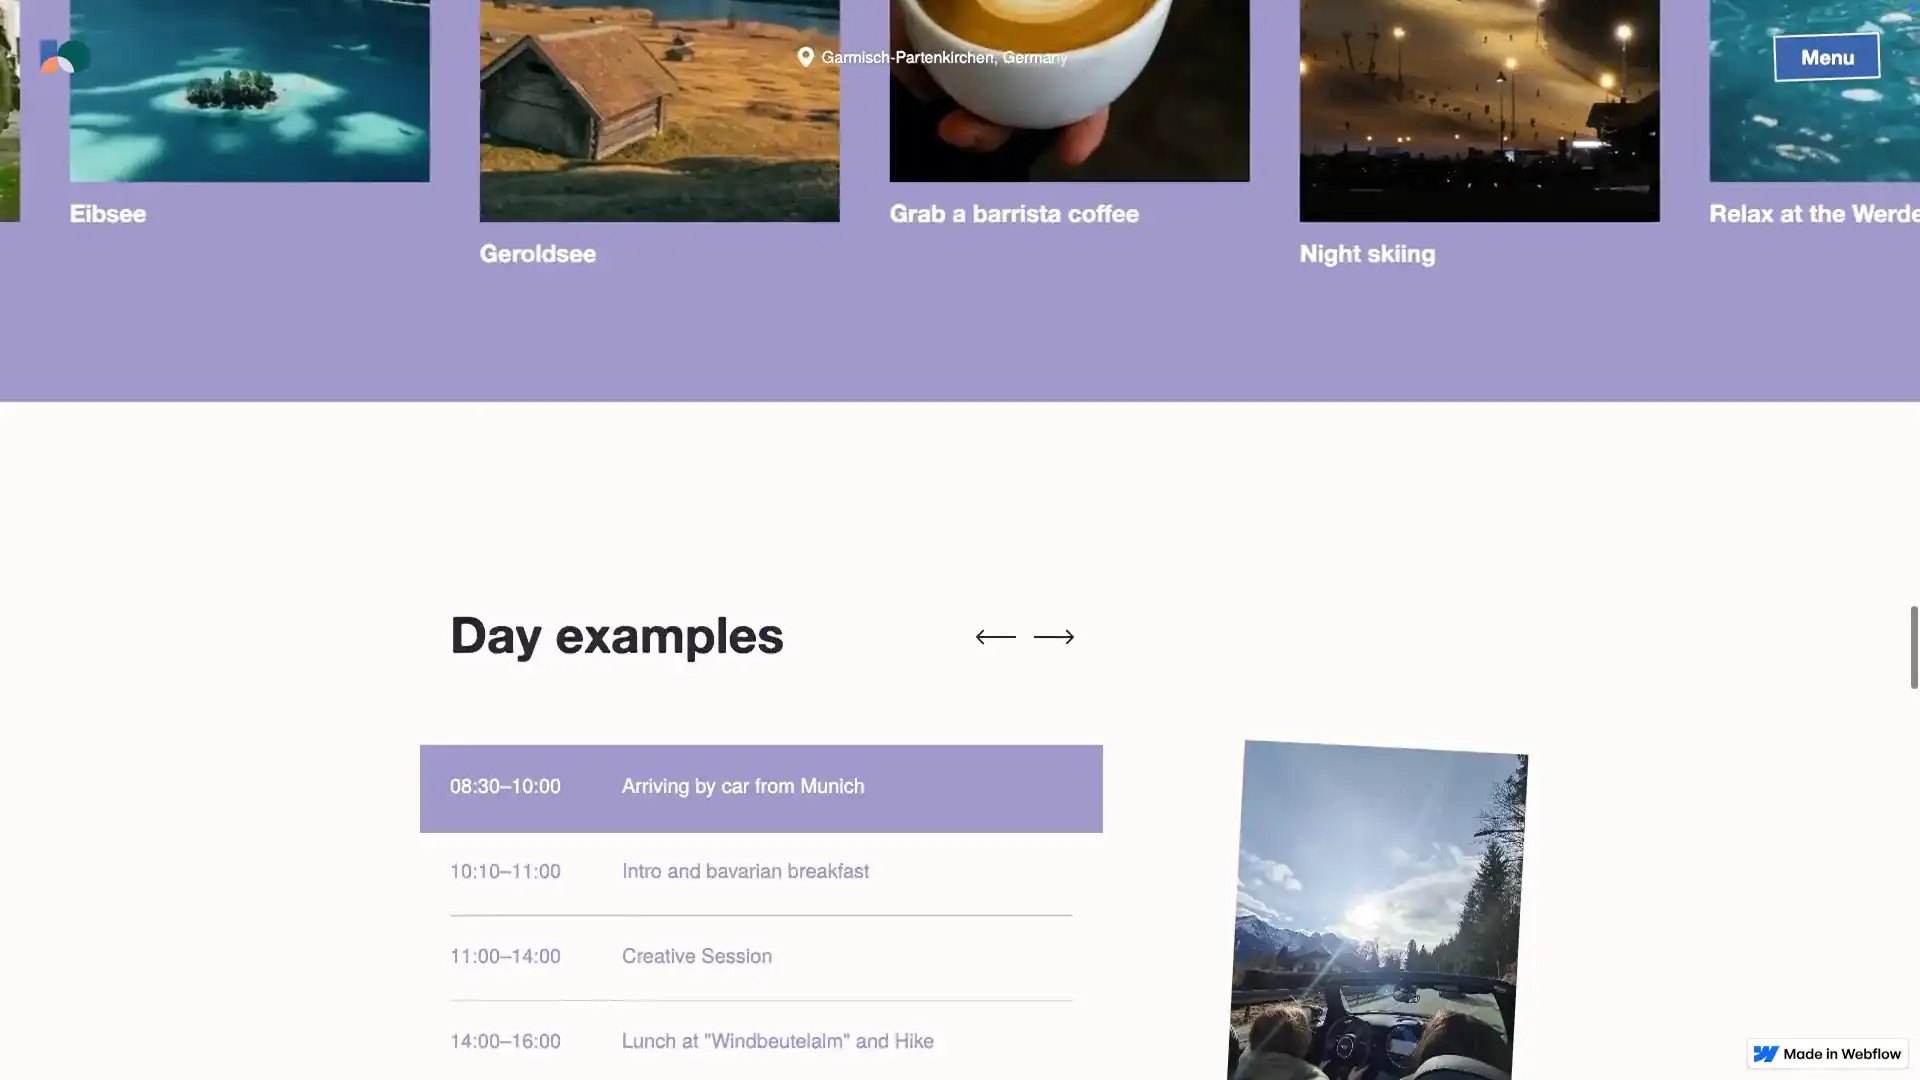 Garmisch-Partenkirchen, Germany
Menu
Eibsee
Geroldsee
Grab a barrista coffee
Night skiing
Relax at the Werde
Day examples
08:30–10:00 Arriving by car from Munich
10:10–11:00 Intro and bavarian breakfast
11:00–14:00 Creative Session
14:00–16:00 Lunch at "Windbeutelalm" and Hike
Made in Webflow